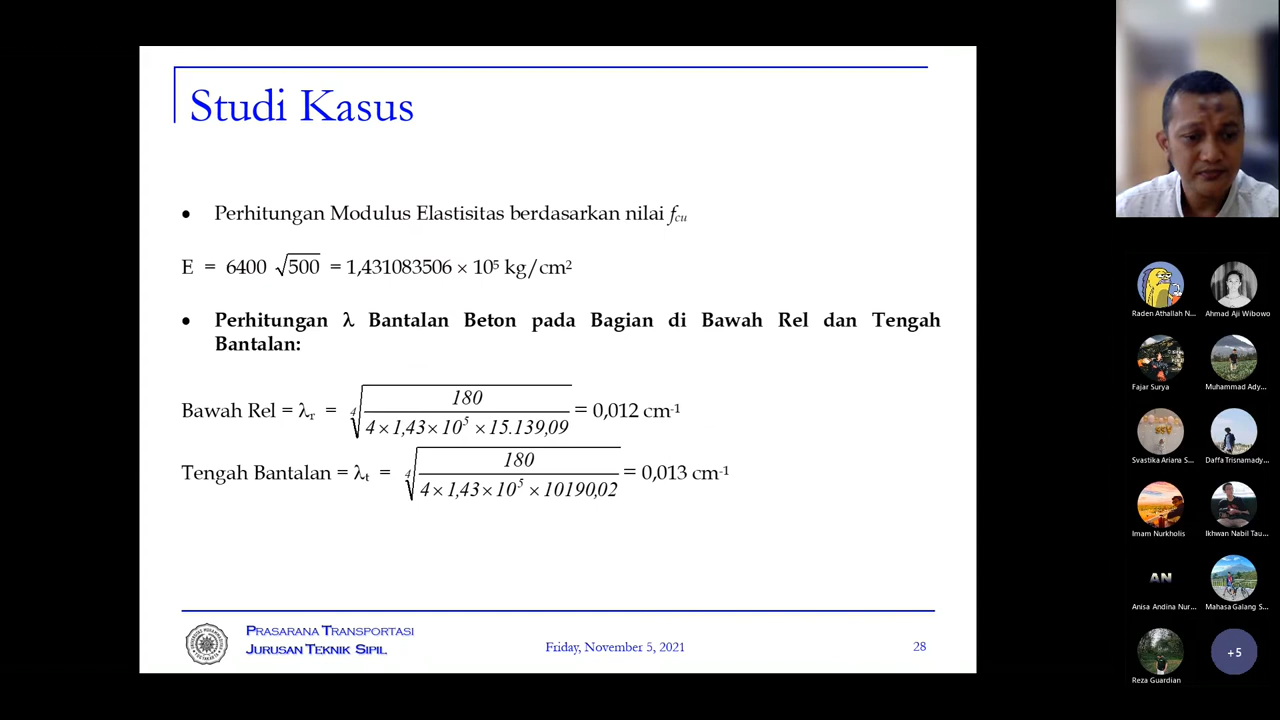 Studi Kasus
• Perhitungan Modulus Elastisitas berdasarkan nilai fcu
E = 6400 √500 = 1,431083506 × 10⁵ kg/cm²
• Perhitungan λ Bantalan Beton pada Bagian di Bawah Rel dan Tengah
Bantalan:
Bawah Rel = λr = ∜(180 / (4×1,43×10⁵×15.139,09)) = 0,012 cm⁻¹
Tengah Bantalan = λt = ∜(180 / (4×1,43×10⁵×10190,02)) = 0,013 cm⁻¹
PRASARANA TRANSPORTASI
JURUSAN TEKNIK SIPIL
Friday, November 5, 2021
28
Raden Athallah N...
Ahmad Aji Wibowo
Fajar Surya
Muhammad Ady...
Svastika Ariana S...
Daffa Trisnamady...
Imam Nurkholis
Ikhwan Nabil Tau...
AN
Anisa Andina Nur...
Mahasa Galang S...
Reza Guardian
+5